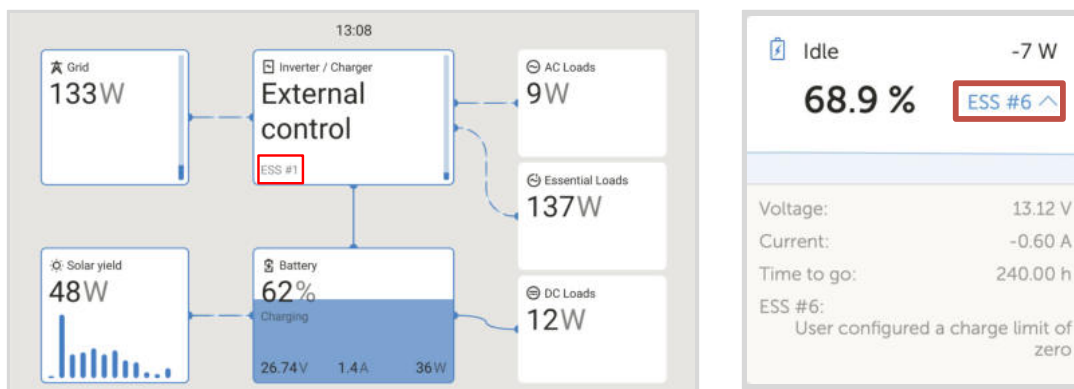 13:08
Grid
133W
Inverter / Charger
External
control
ESS #1
AC Loads
9W
Essential Loads
137W
Solar yield
48W
Battery
62%
Charging
26.74V 1.4A 36W
DC Loads
12W
Idle -7 W
68.9 % ESS #6
Voltage: 13.12 V
Current: -0.60 A
Time to go: 240.00 h
ESS #6:
User configured a charge limit of
zero